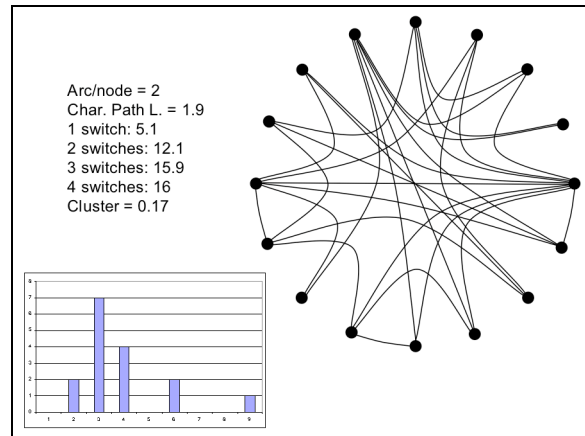 Arc/node = 2
Char. Path L. = 1.9
1 switch: 5.1
2 switches: 12.1
3 switches: 15.9
4 switches: 16
Cluster = 0.17
8
7
6
5
4
3
2
1
0
1 2 3 4 5 6 7 8 9